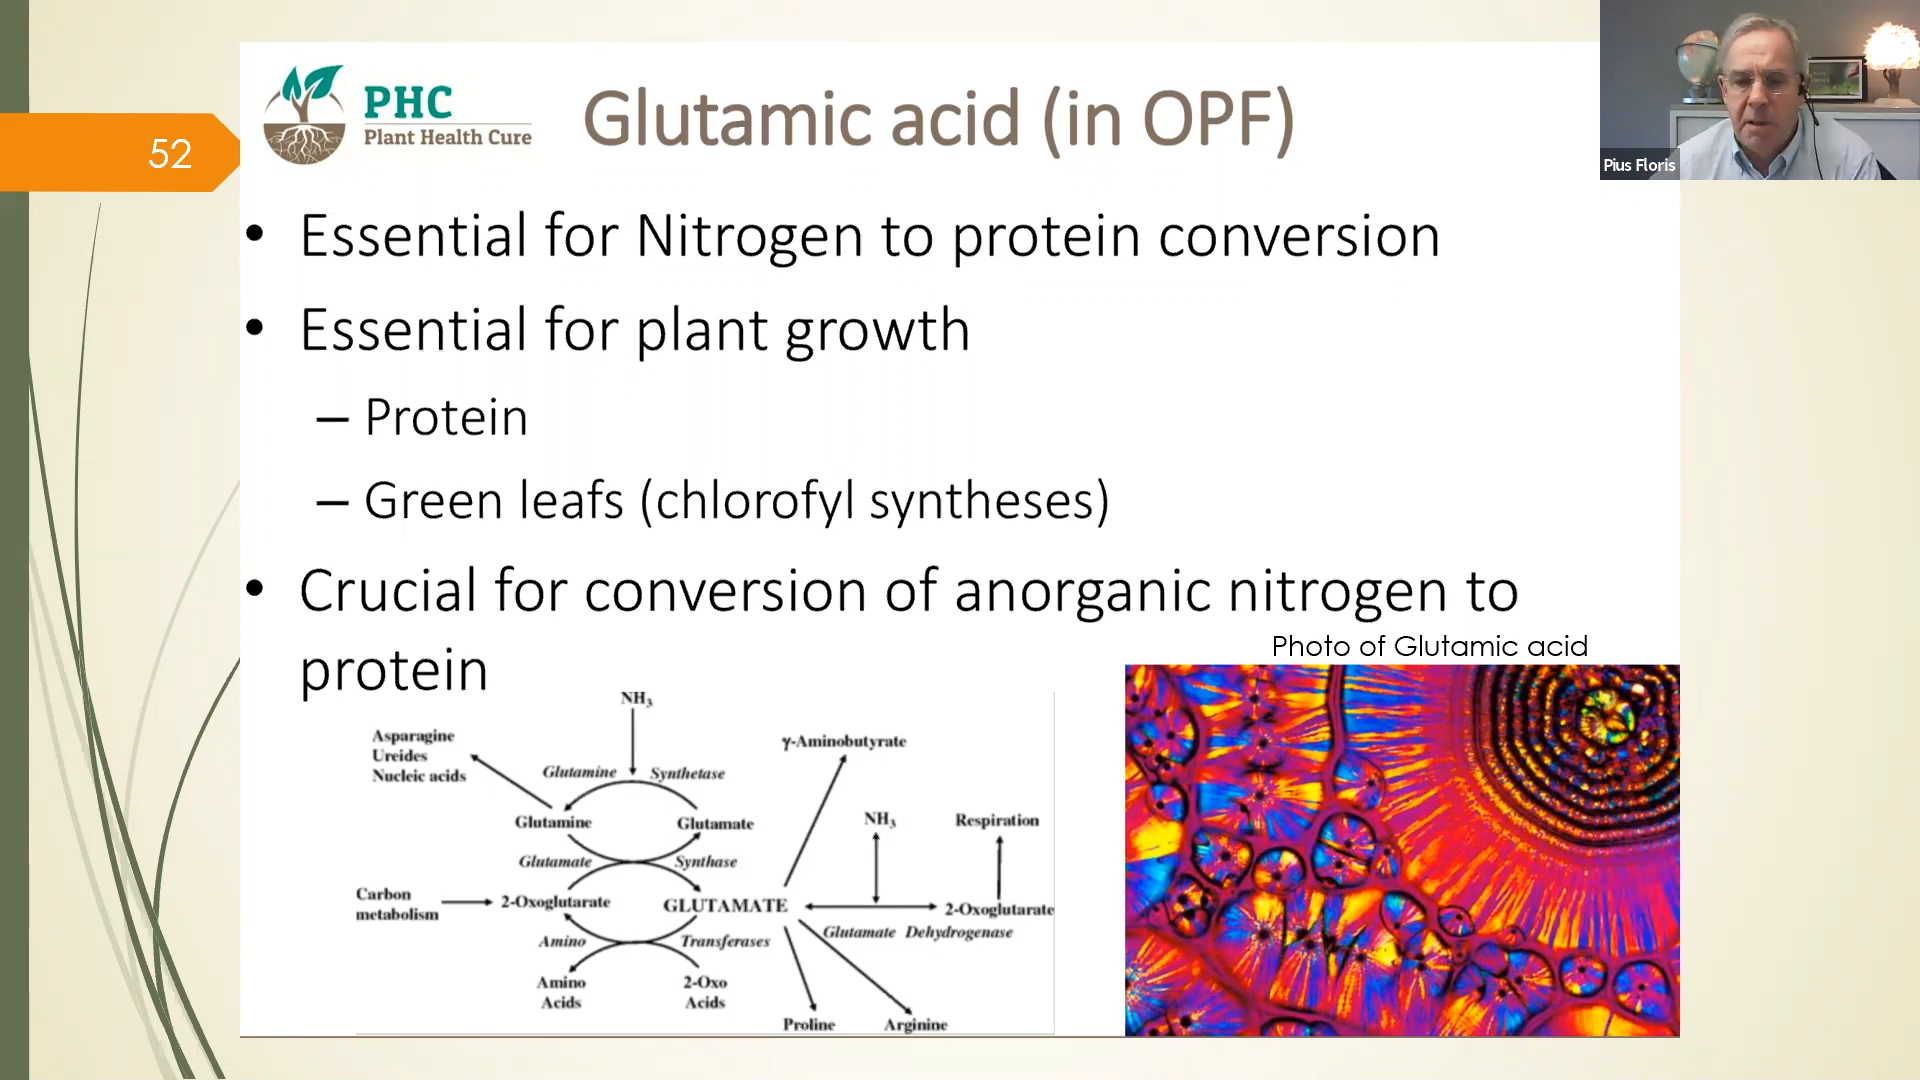 52
PHC
Plant Health Cure
Glutamic acid (in OPF)
Pius Floris
• Essential for Nitrogen to protein conversion
• Essential for plant growth
– Protein
– Green leafs (chlorofyl syntheses)
• Crucial for conversion of anorganic nitrogen to
protein
Photo of Glutamic acid
NH3
Asparagine
Ureides
Nucleic acids
Glutamine Synthetase
γ-Aminobutyrate
Glutamine
Glutamate
NH3
Respiration
Glutamate Synthase
Carbon
metabolism
2-Oxoglutarate
GLUTAMATE
2-Oxoglutarate
Glutamate Dehydrogenase
Amino Transferases
Amino
Acids
2-Oxo
Acids
Proline
Arginine